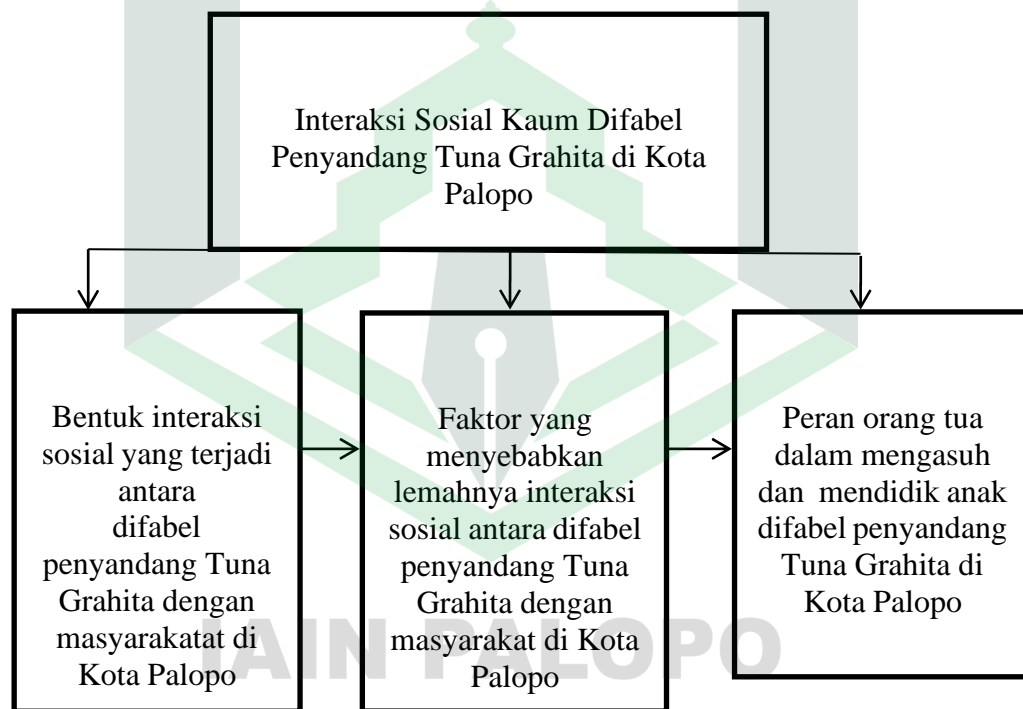 Interaksi Sosial Kaum Difabel
Penyandang Tuna Grahita di Kota
Palopo
Bentuk interaksi
sosial yang terjadi
antara
difabel
penyandang Tuna
Grahita dengan
masyarakatat di
Kota Palopo
Faktor yang
menyebabkan
lemahnya interaksi
sosial antara difabel
penyandang Tuna
Grahita dengan
masyarakat di Kota
Palopo
Peran orang tua
dalam mengasuh
dan mendidik anak
difabel penyandang
Tuna Grahita di
Kota Palopo
IAIN PALOPO